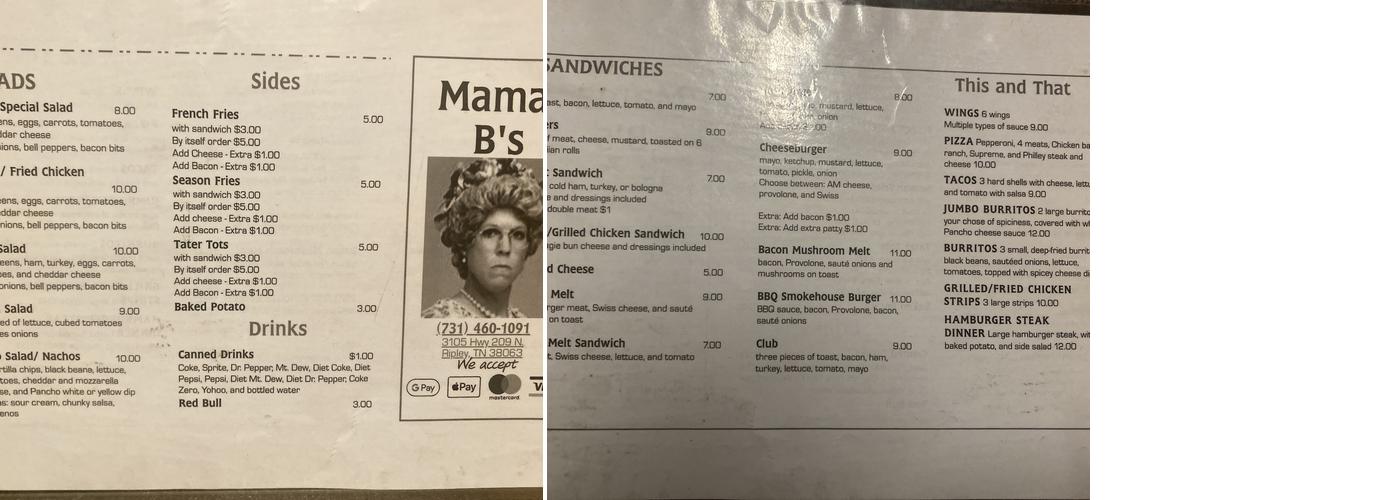 ADS
Special Salad 8.00
ens, eggs, carrots, tomatoes,
ddar cheese
ions, bell peppers, bacon bits
/ Fried Chicken
10.00
eens, eggs, carrots, tomatoes,
eddar cheese
nions, bell peppers, bacon bits
Salad 10.00
eens, ham, turkey, eggs, carrots,
es, and cheddar cheese
onions, bell peppers, bacon bits
Salad 9.00
ed of lettuce, cubed tomatoes
es onions
Salad/ Nachos 10.00
rtilla chips, black beans, lettuce,
toes, cheddar and mozzarella
se, and Pancho white or yellow dip
as: sour cream, chunky salsa,
enos
Sides
French Fries 5.00
with sandwich $3.00
By itself order $5.00
Add Cheese - Extra $1.00
Add Bacon - Extra $1.00
Season Fries 5.00
with sandwich $3.00
By itself order $5.00
Add cheese - Extra $1.00
Add Bacon - Extra $1.00
Tater Tots 5.00
with sandwich $3.00
By itself order $5.00
Add cheese - Extra $1.00
Add Bacon - Extra $1.00
Baked Potato 3.00
Drinks
Canned Drinks $1.00
Coke, Sprite, Dr. Pepper, Mt. Dew, Diet Coke, Diet
Pepsi, Pepsi, Diet Mt. Dew, Diet Dr. Pepper, Coke
Zero, Yohoo, and bottled water
Red Bull 3.00
Mama
B's
(731) 460-1091
3105 Hwy 209 N.
Ripley, TN 38063
We accept
G Pay Pay mastercard
SANDWICHES
7.00
ast, bacon, lettuce, tomato, and mayo
ers 9.00
f meat, cheese, mustard, toasted on 6
ian rolls
Sandwich 7.00
cold ham, turkey, or bologna
e and dressings included
double meat $1
/Grilled Chicken Sandwich 10.00
gie bun cheese and dressings included
d Cheese 5.00
Melt 9.00
rger meat, Swiss cheese, and sauté
on toast
Melt Sandwich 7.00
t, Swiss cheese, lettuce, and tomato
8.00
mustard, lettuce,
onion
Cheeseburger 9.00
mayo, ketchup, mustard, lettuce,
tomato, pickle, onion
Choose between: AM cheese,
provolone, and Swiss
Extra: Add bacon $1.00
Extra: Add extra patty $1.00
Bacon Mushroom Melt 11.00
bacon, Provolone, sauté onions and
mushrooms on toast
BBQ Smokehouse Burger 11.00
BBQ sauce, bacon, Provolone, bacon,
sauté onions
Club 9.00
three pieces of toast, bacon, ham,
turkey, lettuce, tomato, mayo
This and That
WINGS 6 wings
Multiple types of sauce 9.00
PIZZA Pepperoni, 4 meats, Chicken ba
ranch, Supreme, and Philley steak and
cheese 10.00
TACOS 3 hard shells with cheese, lettu
and tomato with salsa 9.00
JUMBO BURRITOS 2 large burrito
your chose of spiciness, covered with wh
Pancho cheese sauce 12.00
BURRITOS 3 small, deep-fried burrit
black beans, sautéed onions, lettuce,
tomatoes, topped with spicey cheese di
GRILLED/FRIED CHICKEN
STRIPS 3 large strips 10.00
HAMBURGER STEAK
DINNER Large hamburger steak, wit
baked potato, and side salad 12.00